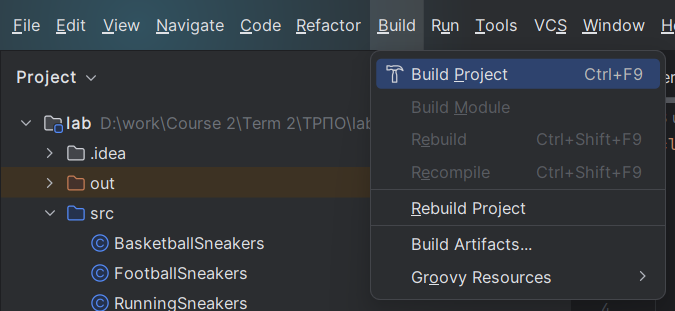 File Edit View Navigate Code Refactor Build Run Tools VCS Window
Project
Build Project Ctrl+F9
lab D:\work\Course 2\Term 2\ТРПО\lab
Build Module
.idea
Rebuild Ctrl+Shift+F9
out
Recompile Ctrl+Shift+F9
src
Rebuild Project
BasketballSneakers
Build Artifacts...
FootballSneakers
Groovy Resources
RunningSneakers
4